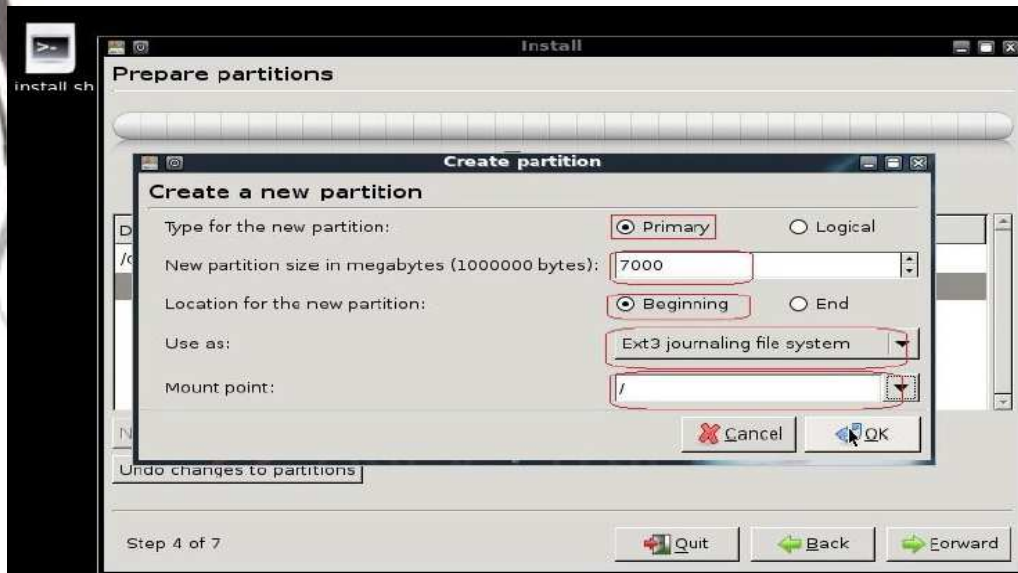 install.sh
Install
Prepare partitions
Create partition
Create a new partition
Type for the new partition:
Primary
Logical
New partition size in megabytes (1000000 bytes):
7000
Location for the new partition:
Beginning
End
Use as:
Ext3 journaling file system
Mount point:
/
Cancel
OK
Undo changes to partitions
Step 4 of 7
Quit
Back
Forward